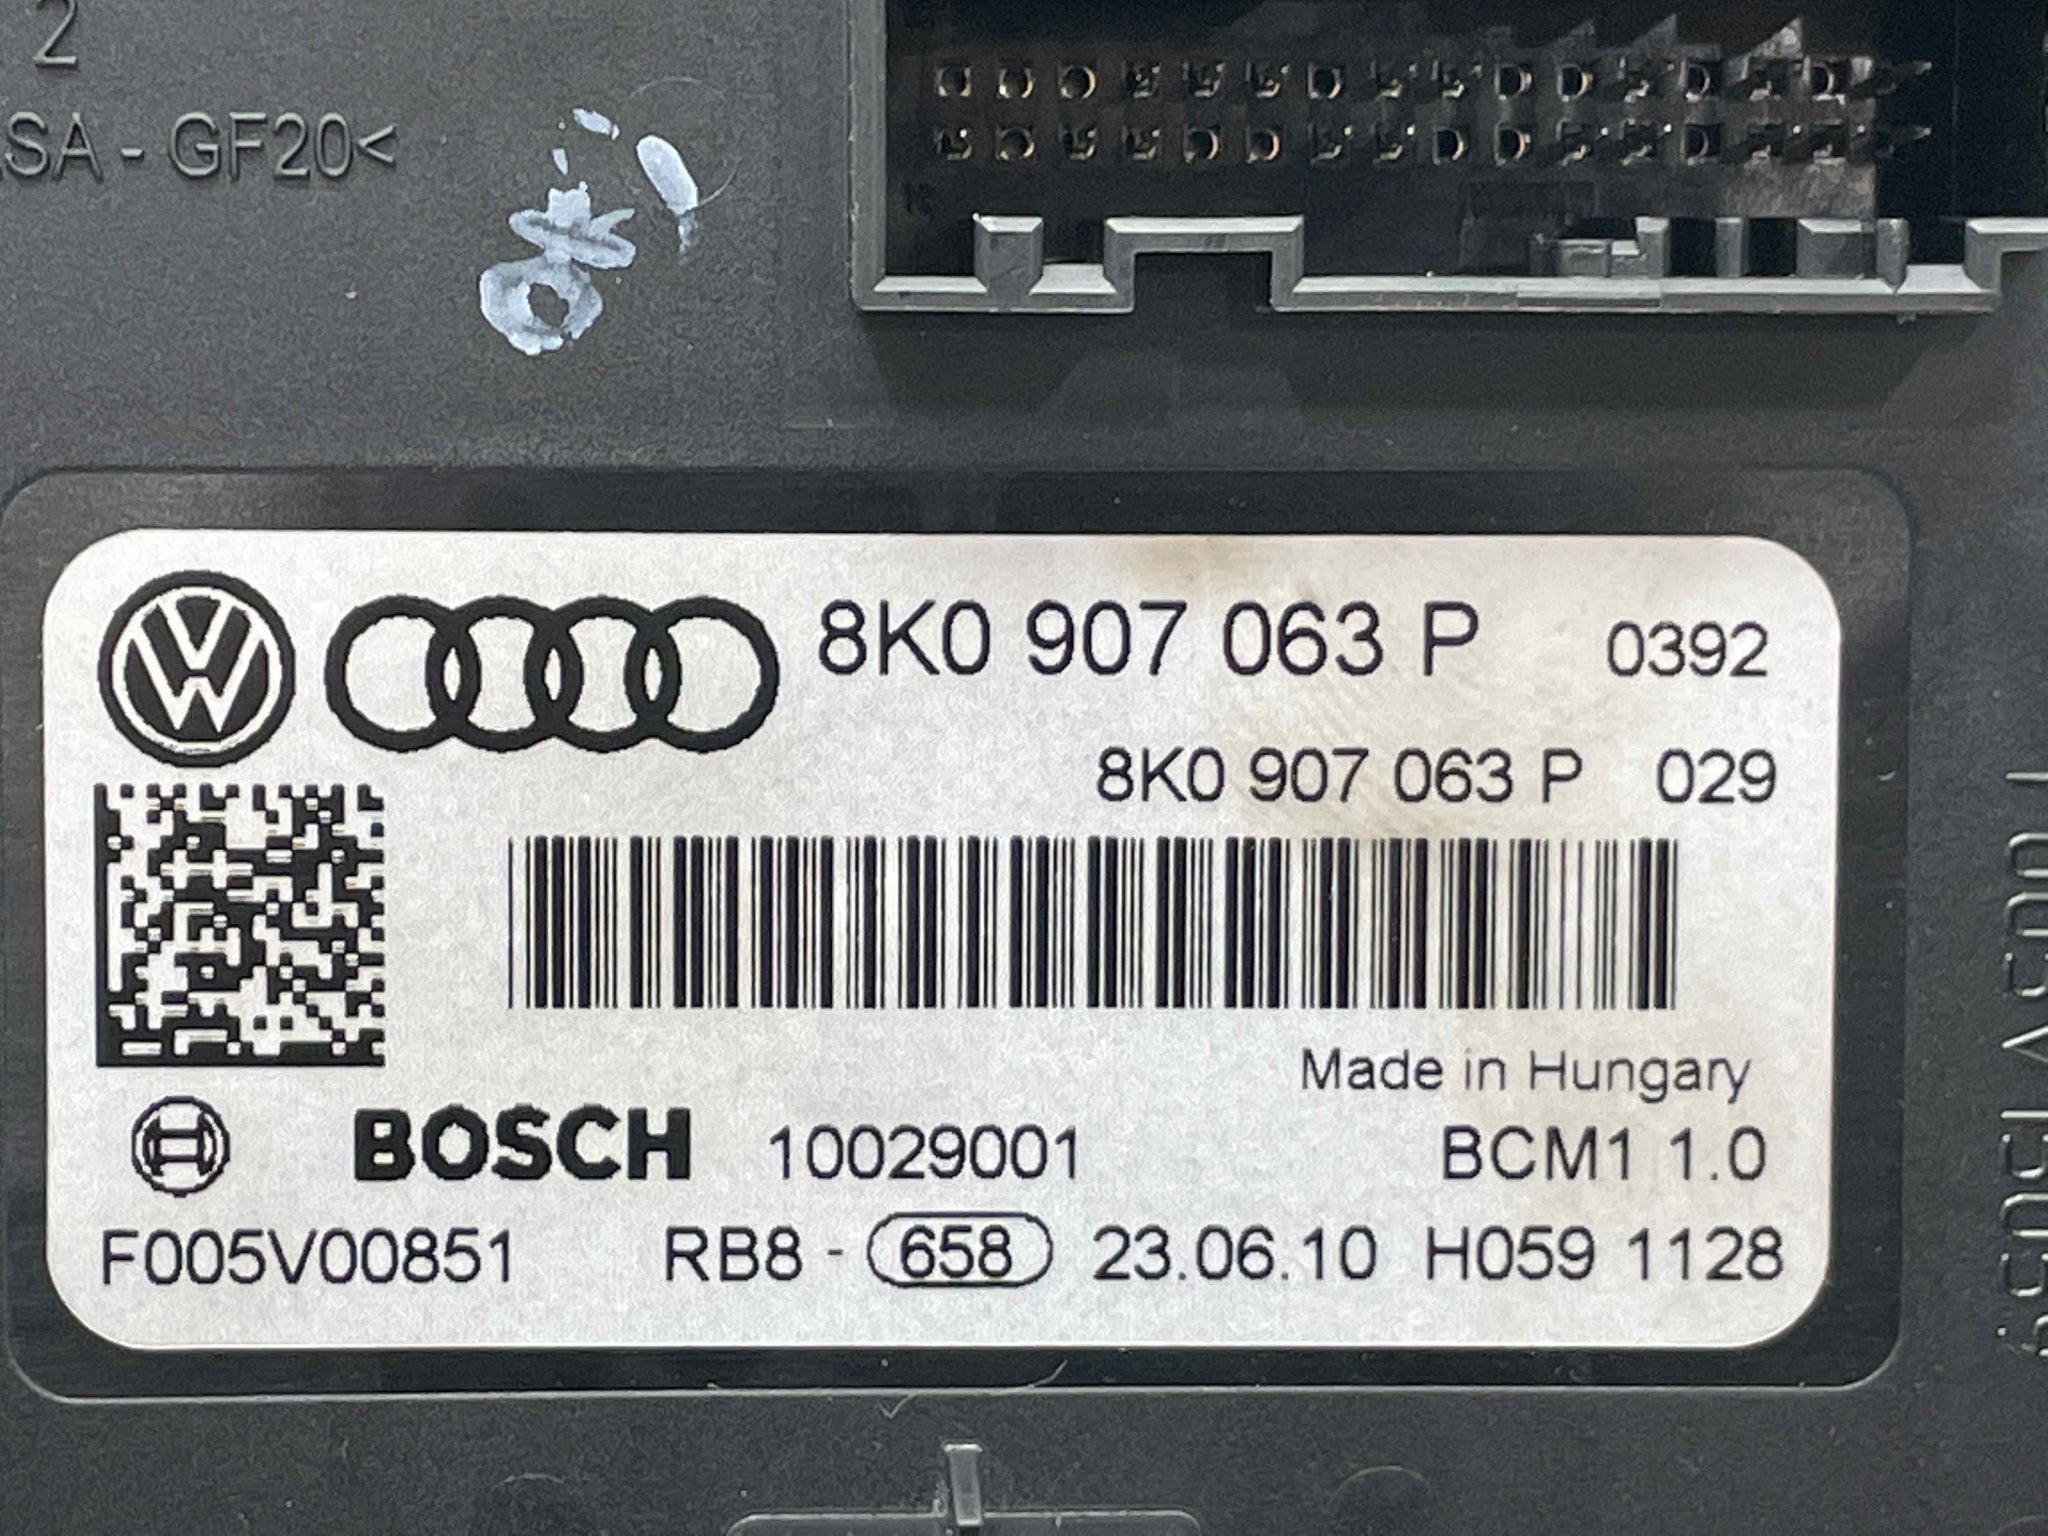 2
SA - GF20<
8K0 907 063 P 0392
8K0 907 063 P 029
Made in Hungary
BOSCH 10029001 BCM1 1.0
F005V00851 RB8 - 658 23.06.10 H059 1128